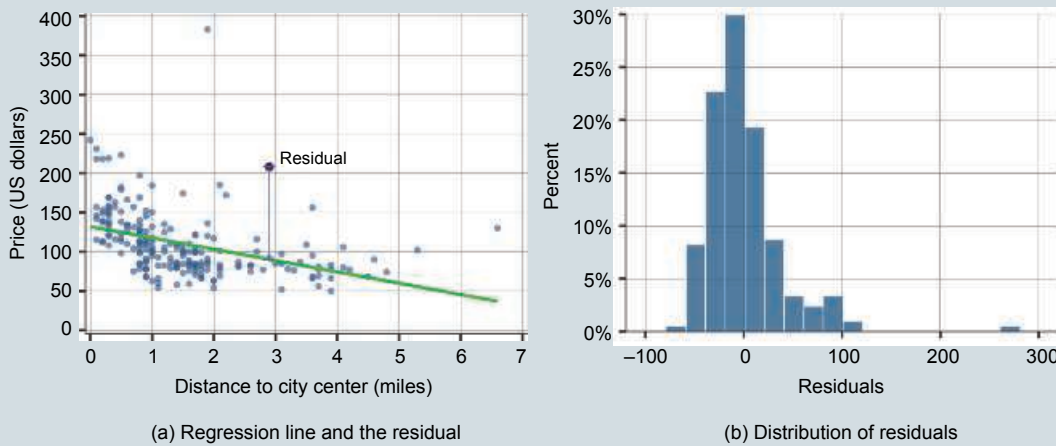 400
350
300
250
200
150
100
50
0
Price (US dollars)
Residual
0 1 2 3 4 5 6 7
Distance to city center (miles)
(a) Regression line and the residual
30%
25%
20%
15%
10%
5%
0%
Percent
−100 0 100 200 300
Residuals
(b) Distribution of residuals